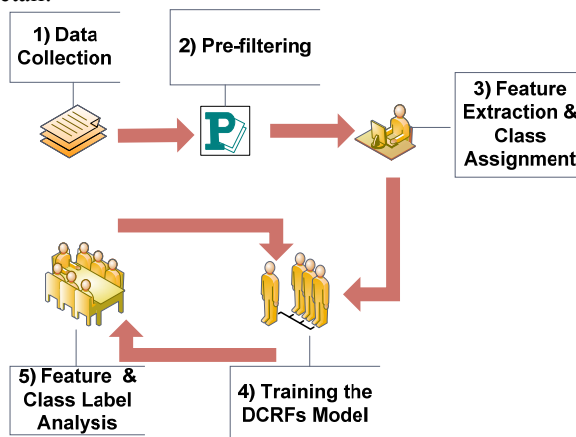 1) Data
Collection
2) Pre-filtering
P
3) Feature
Extraction &
Class
Assignment
5) Feature &
Class Label
Analysis
4) Training the
DCRFs Model